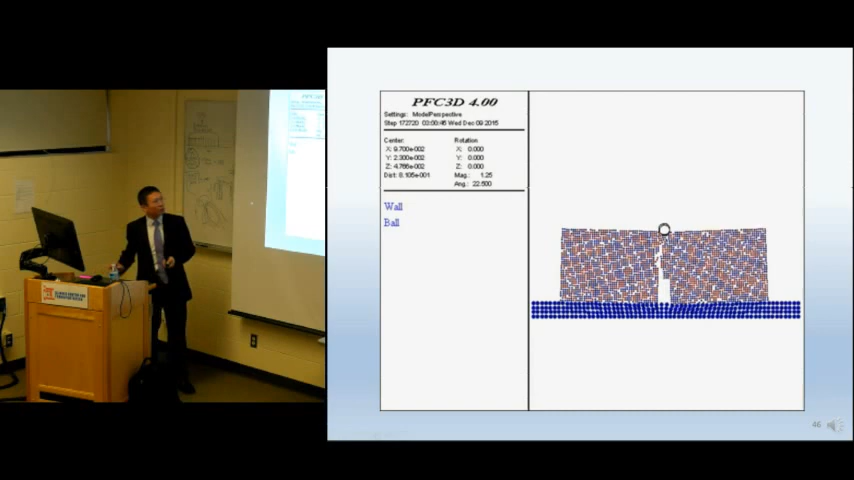 PFC3D 4.00
Settings: ModelPerspective
Step 172720 03:00:46 Wed Dec 09 2015
Center: Rotation
X: 9.700e-002 X: 0.000
Y: 2.300e-002 Y: 0.000
Z: 4.766e-002 Z: 0.000
Dist: 8.105e-001 Mag.: 1.25
Ang.: 22.500
Wall
Ball
46